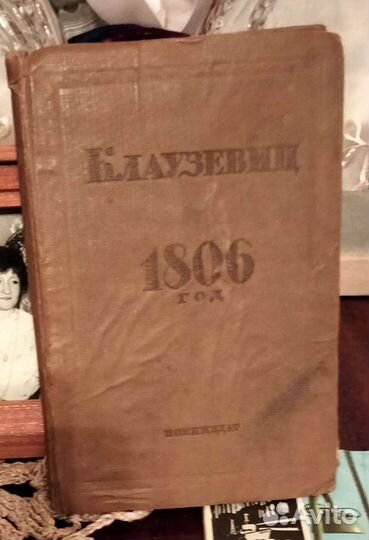 Клаузевиц
1806
год
Воениздат
Avito